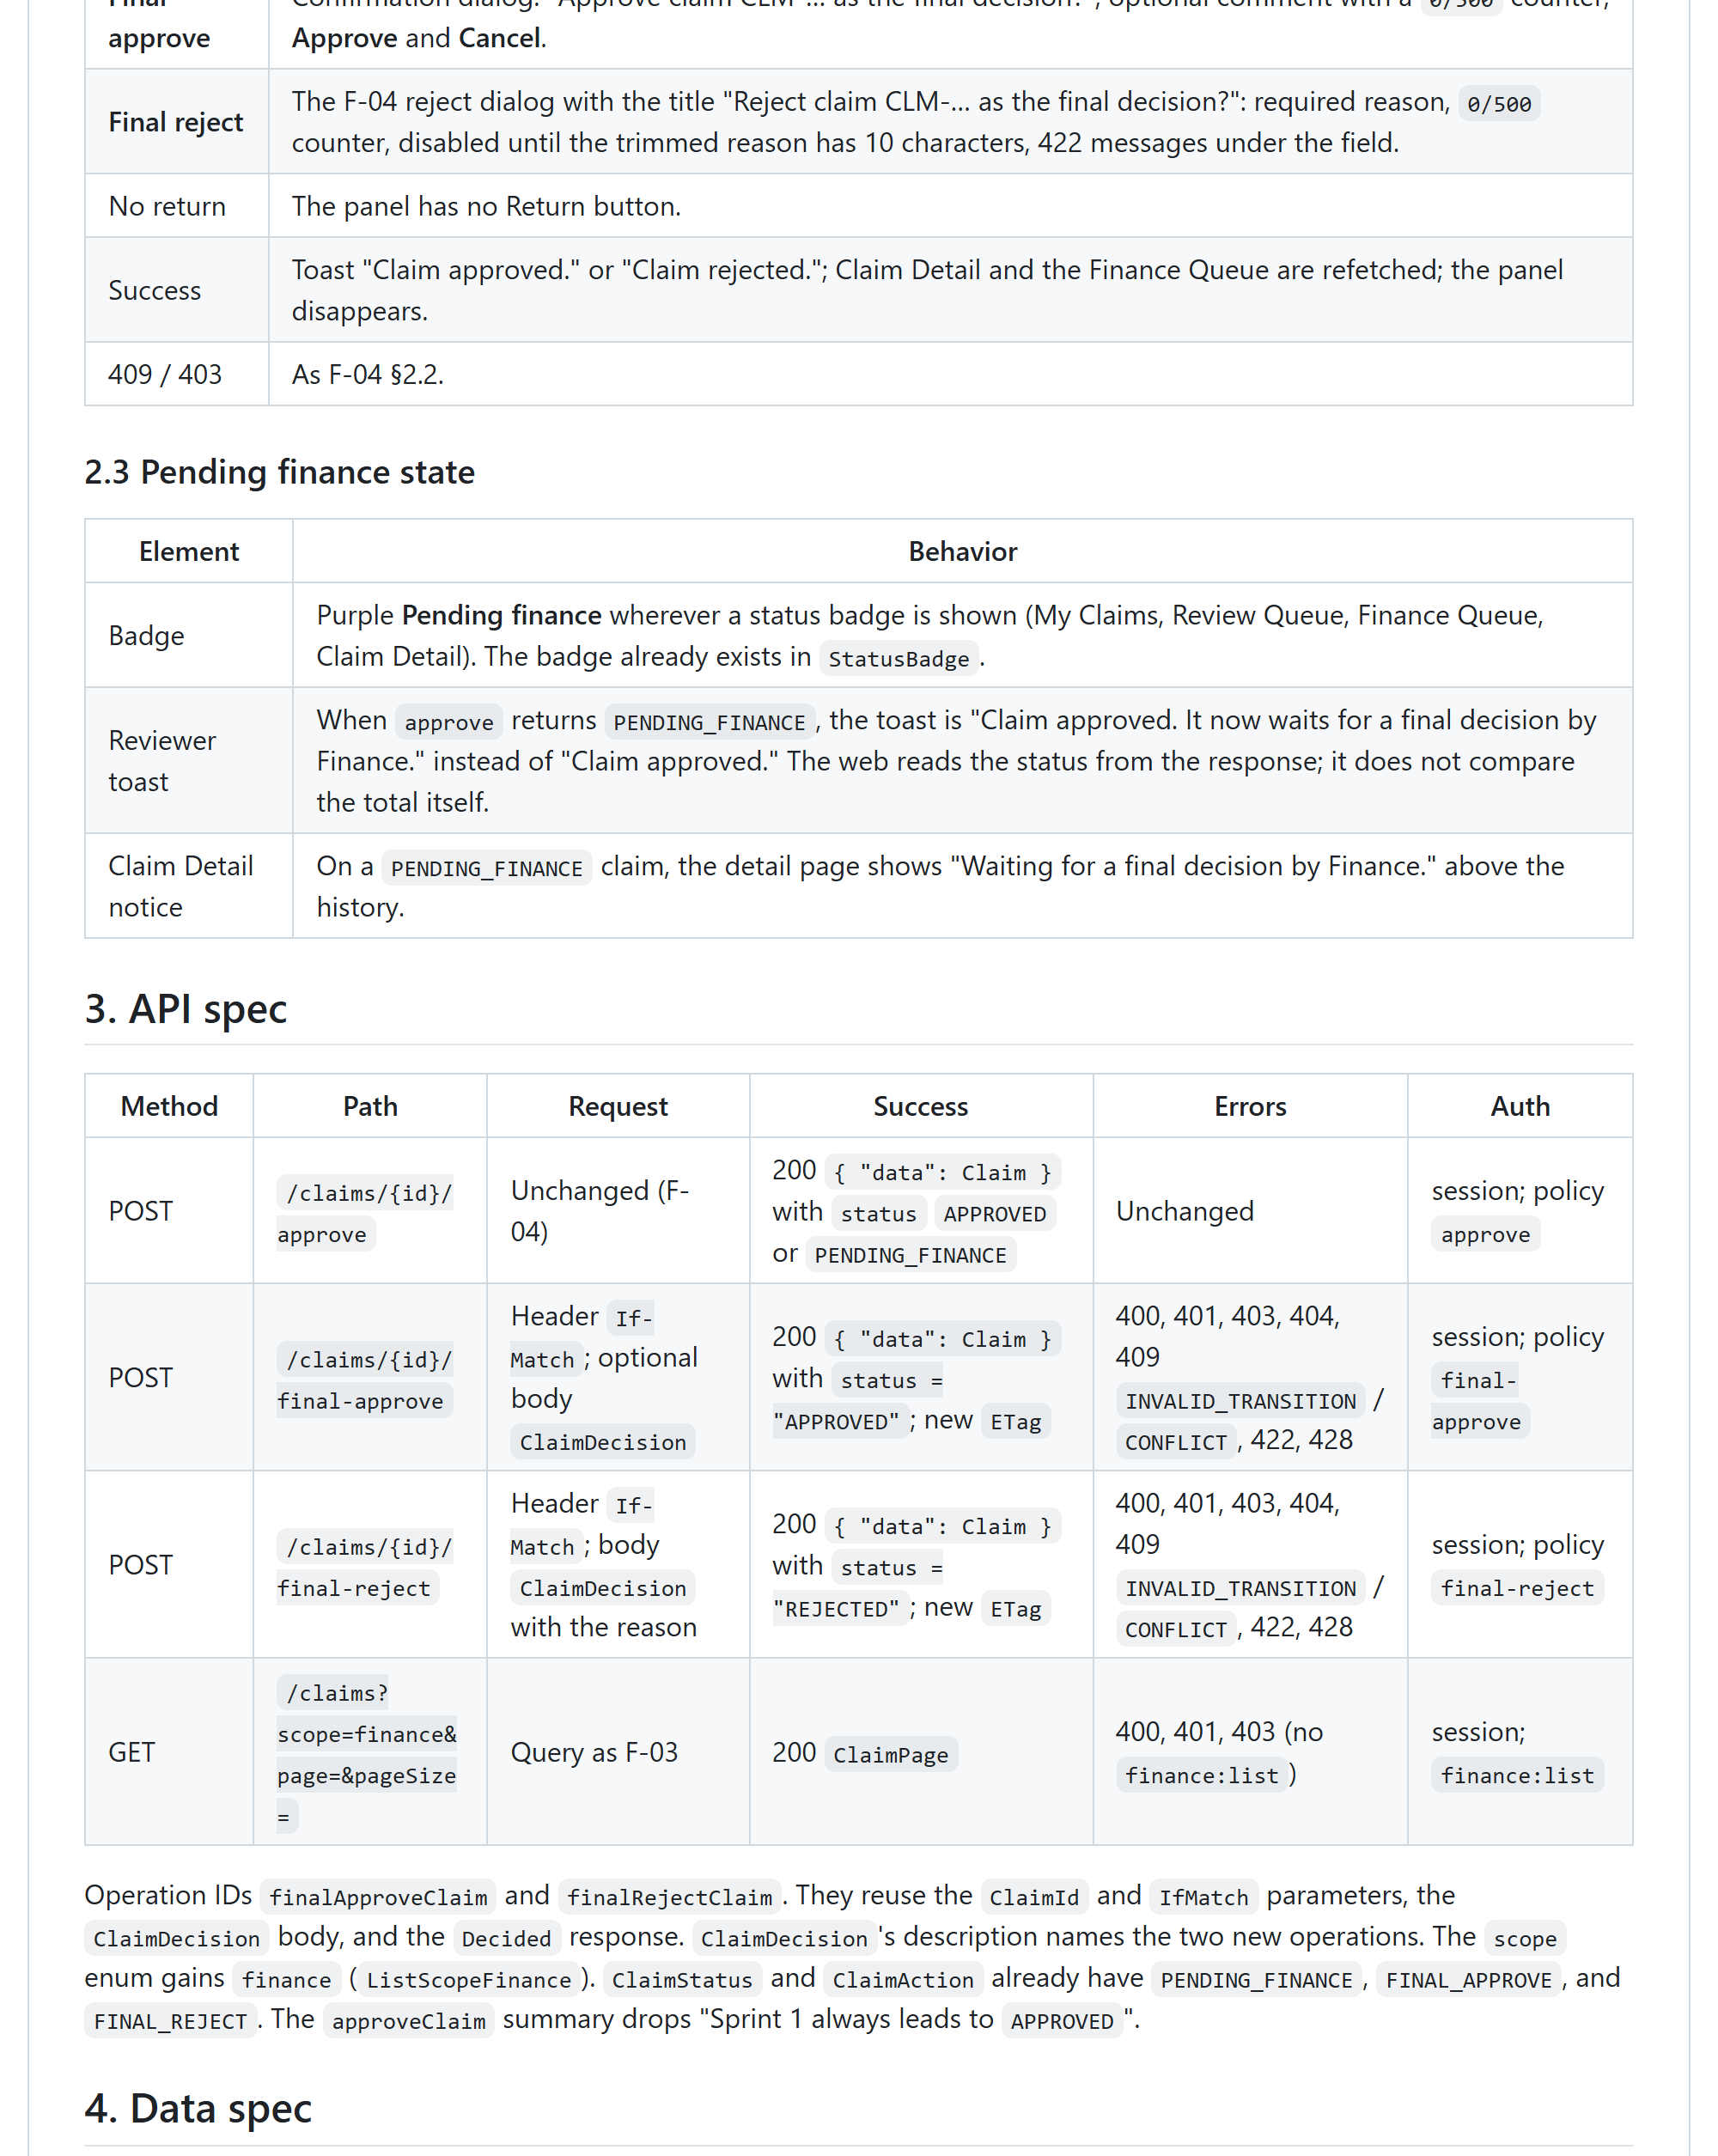 Final
approve
Confirmation dialog: "Approve claim CLM-... as the final decision?", optional comment with a 0/500 counter,
Approve and Cancel.
Final reject
The F-04 reject dialog with the title "Reject claim CLM-... as the final decision?": required reason, 0/500
counter, disabled until the trimmed reason has 10 characters, 422 messages under the field.
No return
The panel has no Return button.
Success
Toast "Claim approved." or "Claim rejected."; Claim Detail and the Finance Queue are refetched; the panel
disappears.
409 / 403
As F-04 §2.2.
2.3 Pending finance state
Element
Behavior
Badge
Purple Pending finance wherever a status badge is shown (My Claims, Review Queue, Finance Queue,
Claim Detail). The badge already exists in StatusBadge.
Reviewer
toast
When approve returns PENDING_FINANCE, the toast is "Claim approved. It now waits for a final decision by
Finance." instead of "Claim approved." The web reads the status from the response; it does not compare
the total itself.
Claim Detail
notice
On a PENDING_FINANCE claim, the detail page shows "Waiting for a final decision by Finance." above the
history.
3. API spec
Method
Path
Request
Success
Errors
Auth
POST
/claims/{id}/
approve
Unchanged (F-
04)
200 { "data": Claim }
with status APPROVED
or PENDING_FINANCE
Unchanged
session; policy
approve
POST
/claims/{id}/
final-approve
Header If-
Match; optional
body
ClaimDecision
200 { "data": Claim }
with status =
"APPROVED"; new ETag
400, 401, 403, 404,
409
INVALID_TRANSITION /
CONFLICT, 422, 428
session; policy
final-
approve
POST
/claims/{id}/
final-reject
Header If-
Match; body
ClaimDecision
with the reason
200 { "data": Claim }
with status =
"REJECTED"; new ETag
400, 401, 403, 404,
409
INVALID_TRANSITION /
CONFLICT, 422, 428
session; policy
final-reject
GET
/claims?
scope=finance&
page=&pageSize
=
Query as F-03
200 ClaimPage
400, 401, 403 (no
finance:list)
session;
finance:list
Operation IDs finalApproveClaim and finalRejectClaim. They reuse the ClaimId and IfMatch parameters, the
ClaimDecision body, and the Decided response. ClaimDecision's description names the two new operations. The scope
enum gains finance (ListScopeFinance). ClaimStatus and ClaimAction already have PENDING_FINANCE, FINAL_APPROVE, and
FINAL_REJECT. The approveClaim summary drops "Sprint 1 always leads to APPROVED".
4. Data spec